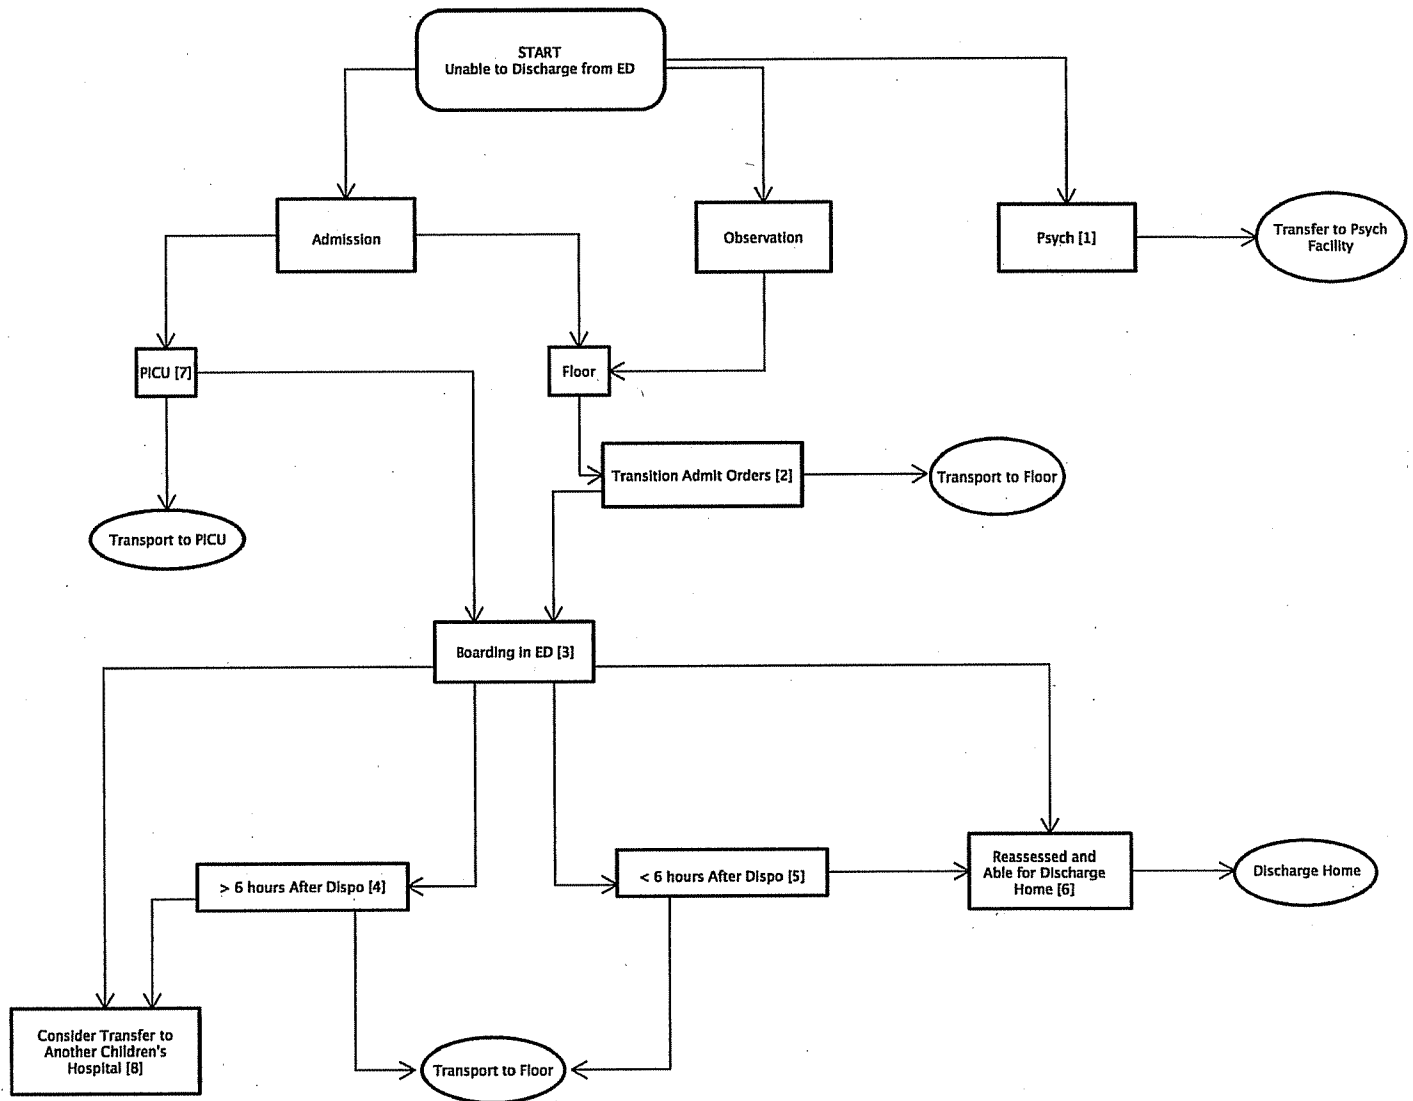 START
Unable to Discharge from ED
Admission
Observation
Psych [1]
Transfer to Psych
Facility
PICU [7]
Floor
Transition Admit Orders [2]
Transport to Floor
Transport to PICU
Boarding in ED [3]
> 6 hours After Dispo [4]
< 6 hours After Dispo [5]
Reassessed and
Able for Discharge
Home [6]
Discharge Home
Consider Transfer to
Another Children's
Hospital [8]
Transport to Floor